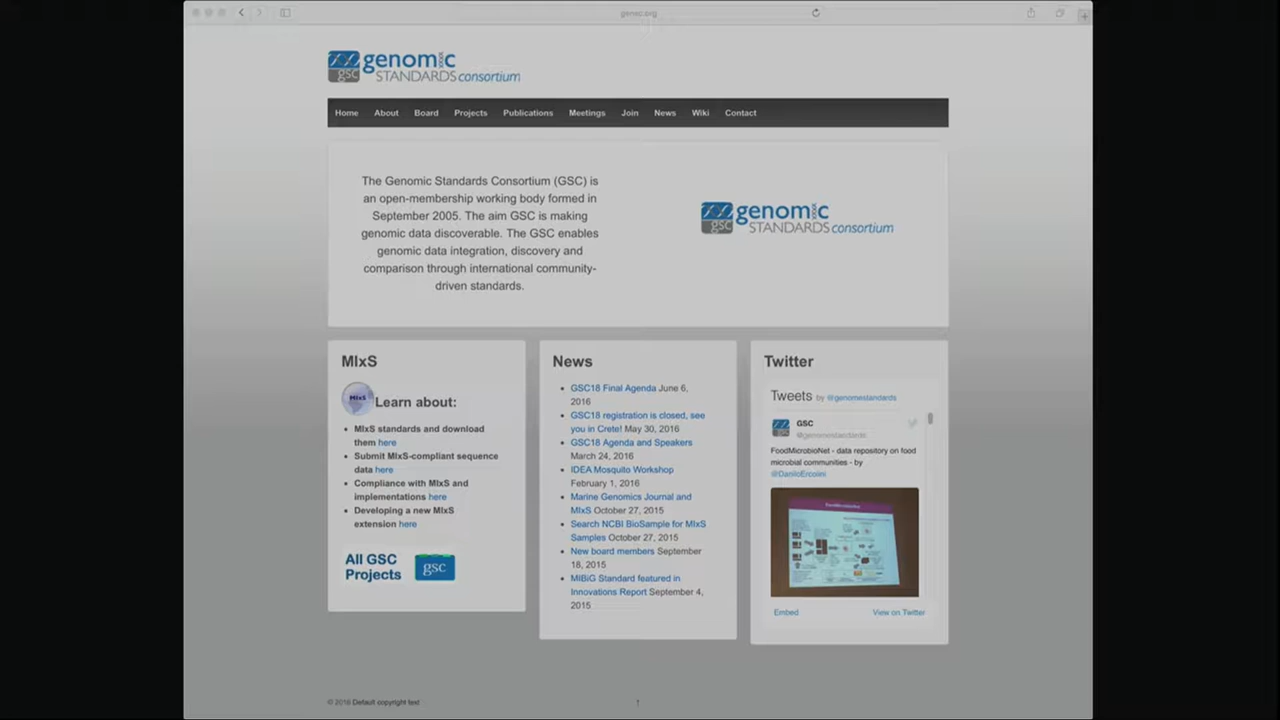 gensc.org
genomic
STANDARDS consortium
gsc
Home About Board Projects Publications Meetings Join News Wiki Contact
The Genomic Standards Consortium (GSC) is
an open-membership working body formed in
September 2005. The aim GSC is making
genomic data discoverable. The GSC enables
genomic data integration, discovery and
comparison through international community-
driven standards.
genomic
STANDARDS consortium
gsc
MIxS
MIxS
Learn about:
MIxS standards and download
them here
Submit MIxS-compliant sequence
data here
Compliance with MIxS and
implementations here
Developing a new MIxS
extension here
All GSC
Projects
gsc
News
GSC18 Final Agenda June 6,
2016
GSC18 registration is closed, see
you in Crete! May 30, 2016
GSC18 Agenda and Speakers
March 24, 2016
IDEA Mosquito Workshop
February 1, 2016
Marine Genomics Journal and
MIxS October 27, 2015
Search NCBI BioSample for MIxS
Samples October 27, 2015
New board members September
18, 2015
MIBiG Standard featured in
Innovations Report September 4,
2015
Twitter
Tweets by @genomestandards
GSC
@genomestandards
FoodMicrobioNet - data repository on food
microbial communities - by
@DaniloErcolini
Embed View on Twitter
© 2016 Default copyright text
↑